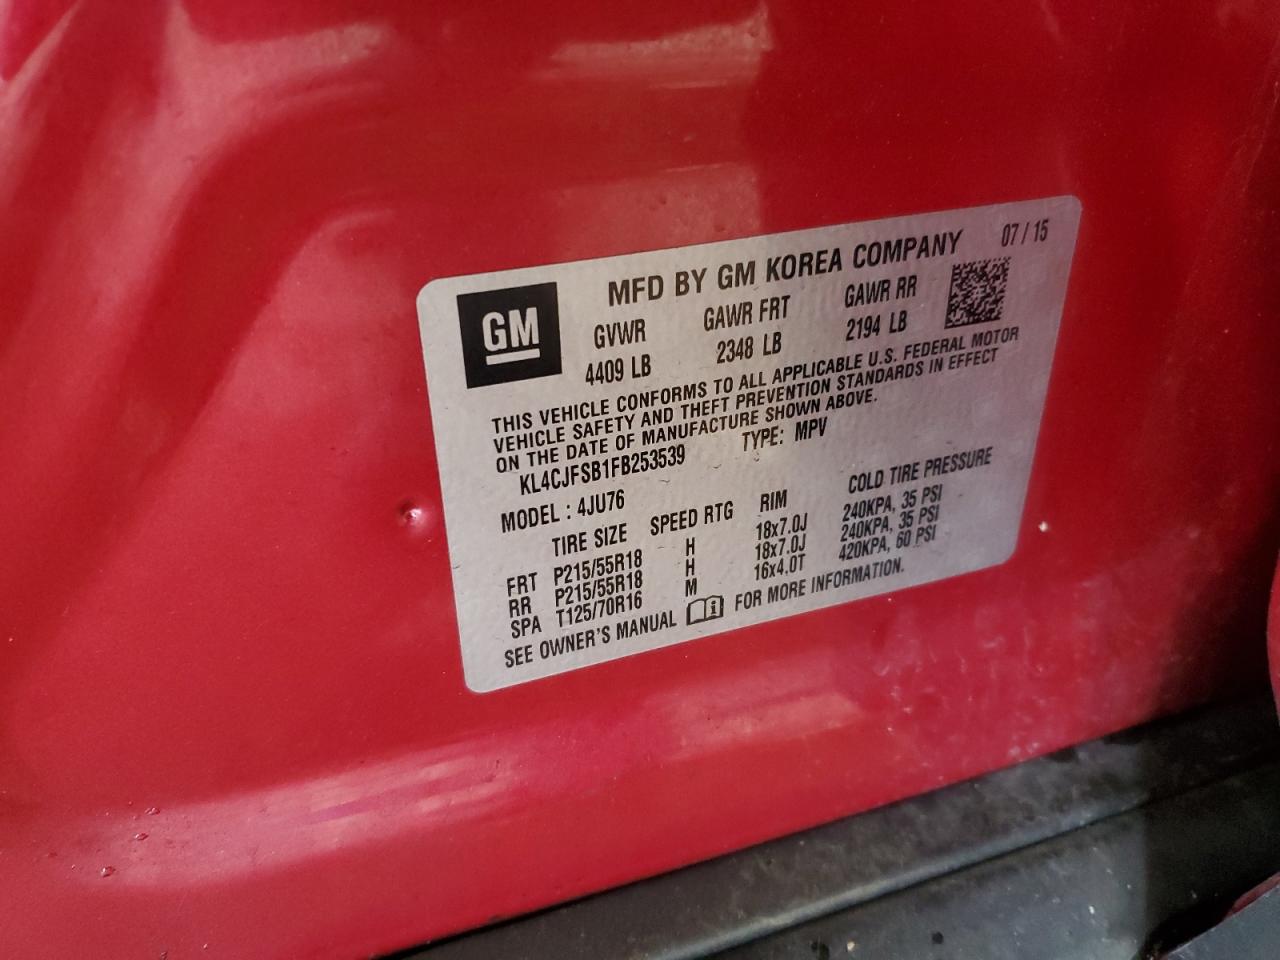 MFD BY GM KOREA COMPANY 07 / 15
GM
GVWR GAWR FRT GAWR RR
4409 LB 2348 LB 2194 LB
THIS VEHICLE CONFORMS TO ALL APPLICABLE U.S. FEDERAL MOTOR
VEHICLE SAFETY AND THEFT PREVENTION STANDARDS IN EFFECT
ON THE DATE OF MANUFACTURE SHOWN ABOVE.
KL4CJFSB1FB253539 TYPE: MPV
MODEL : 4JU76
TIRE SIZE SPEED RTG RIM COLD TIRE PRESSURE
FRT P215/55R18 H 18x7.0J 240KPA, 35 PSI
RR P215/55R18 H 18x7.0J 240KPA, 35 PSI
SPA T125/70R16 M 16x4.0T 420KPA, 60 PSI
SEE OWNER'S MANUAL FOR MORE INFORMATION.